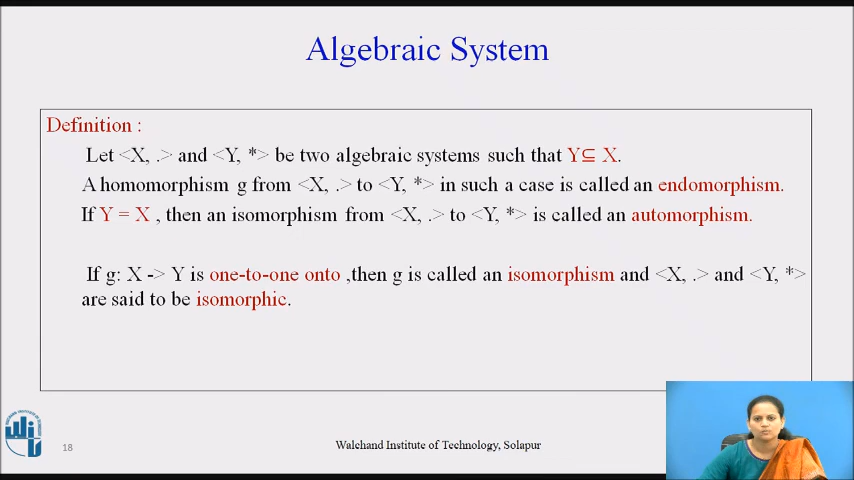 Algebraic System
Definition :
Let <X, .> and <Y, *> be two algebraic systems such that Y⊆ X.
A homomorphism g from <X, .> to <Y, *> in such a case is called an endomorphism.
If Y = X , then an isomorphism from <X, .> to <Y, *> is called an automorphism.
If g: X -> Y is one-to-one onto ,then g is called an isomorphism and <X, .> and <Y, *>
are said to be isomorphic.
18
Walchand Institute of Technology, Solapur